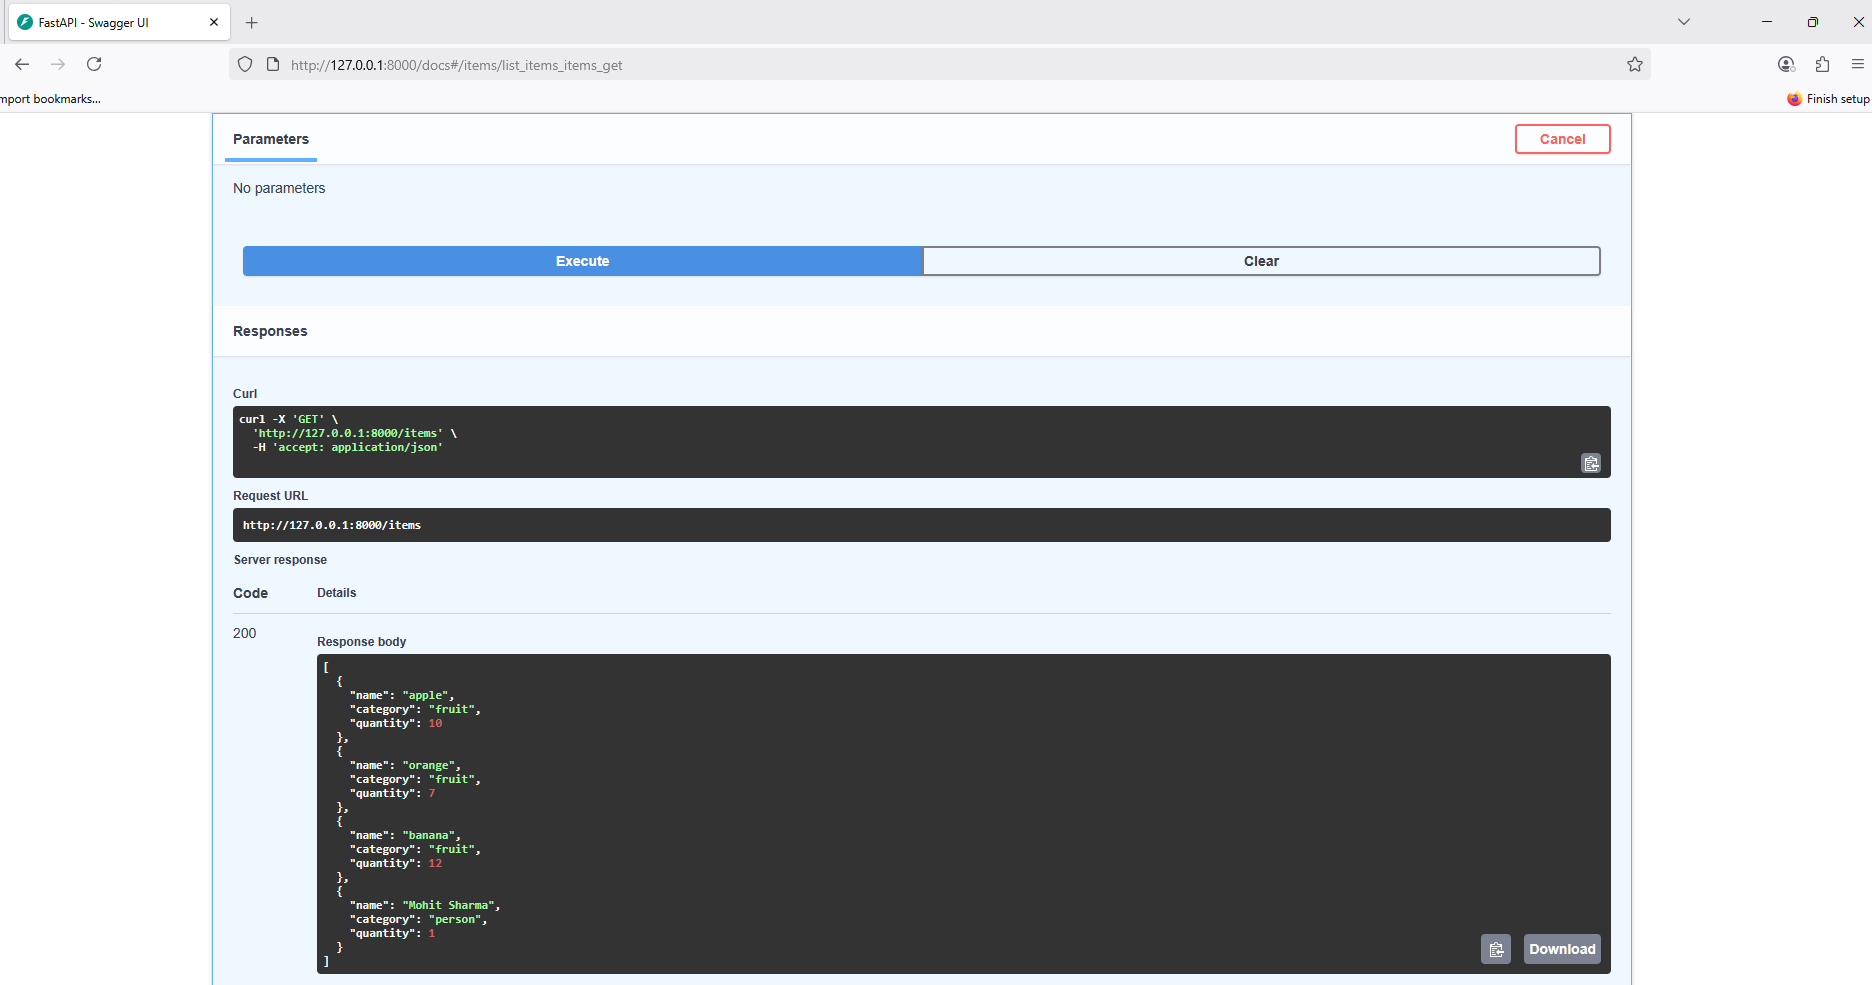 FastAPI - Swagger UI
http://127.0.0.1:8000/docs#/items/list_items_items_get
mport bookmarks...
Finish setup
Parameters
Cancel
No parameters
Execute
Clear
Responses
Curl
curl -X 'GET' \
  'http://127.0.0.1:8000/items' \
  -H 'accept: application/json'
Request URL
http://127.0.0.1:8000/items
Server response
Code
Details
200
Response body
[
  {
    "name": "apple",
    "category": "fruit",
    "quantity": 10
  },
  {
    "name": "orange",
    "category": "fruit",
    "quantity": 7
  },
  {
    "name": "banana",
    "category": "fruit",
    "quantity": 12
  },
  {
    "name": "Mohit Sharma",
    "category": "person",
    "quantity": 1
  }
]
Download